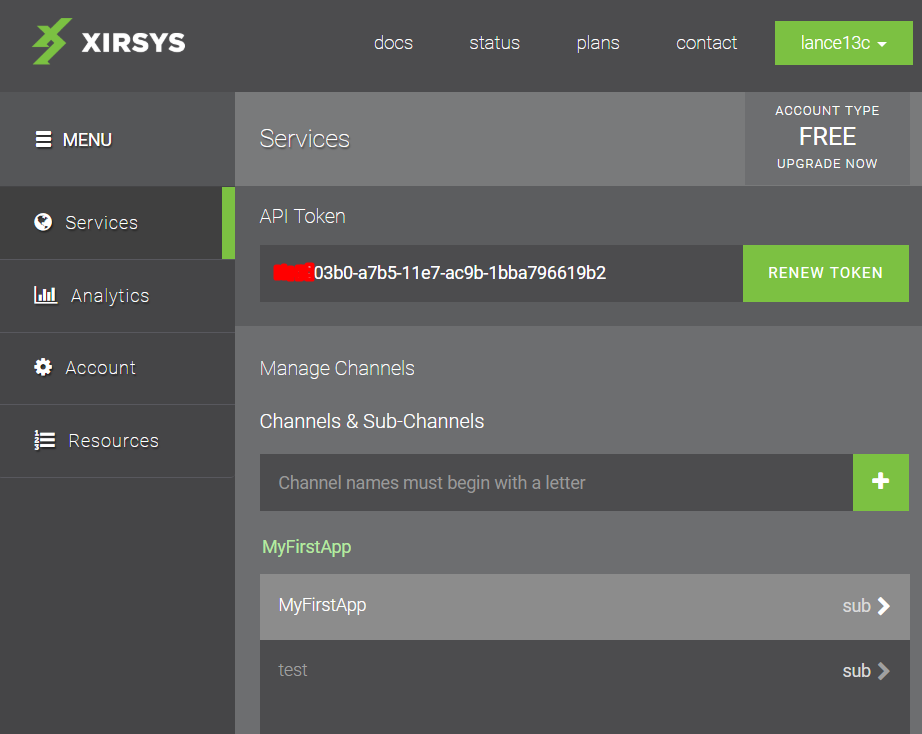 XIRSYS
docs status plans contact lance13c
MENU
Services
Analytics
Account
Resources
Services
ACCOUNT TYPE
FREE
UPGRADE NOW
API Token
03b0-a7b5-11e7-ac9b-1bba796619b2
RENEW TOKEN
Manage Channels
Channels & Sub-Channels
Channel names must begin with a letter
MyFirstApp
MyFirstApp sub
test sub